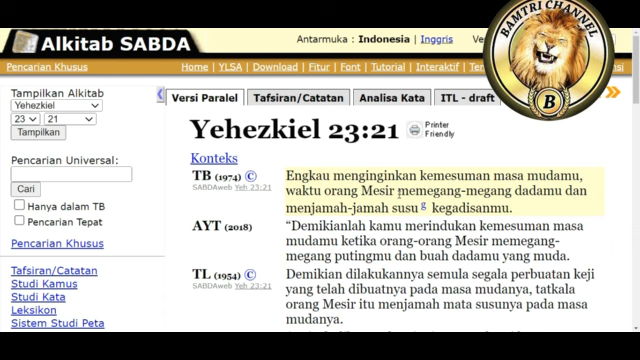 BAMTRI CHANNEL
B
Alkitab SABDA
Antarmuka : Indonesia | Inggris
Pencarian Khusus
Home | YLSA | Download | Fitur | Font | Tutorial | Interaktif |
Tampilkan Alkitab
Yehezkiel
23 21
Tampilkan
Pencarian Universal:
Cari
Hanya dalam TB
Pencarian Tepat
Pencarian Khusus
Tafsiran/Catatan
Studi Kamus
Studi Kata
Leksikon
Sistem Studi Peta
Versi Paralel Tafsiran/Catatan Analisa Kata ITL - draft
Yehezkiel 23:21
Printer
Friendly
Konteks
TB (1974) ©
SABDAweb Yeh 23:21
Engkau menginginkan kemesuman masa mudamu,
waktu orang Mesir memegang-megang dadamu dan
menjamah-jamah susu g kegadisanmu.
AYT (2018)
“Demikianlah kamu merindukan kemesuman masa
mudamu ketika orang-orang Mesir memegang-
megang putingmu dan buah dadamu yang muda.
TL (1954) ©
SABDAweb Yeh 23:21
Demikian dilakukannya semula segala perbuatan keji
yang telah dibuatnya pada masa mudanya, tatkala
orang Mesir itu menjamah mata susunya pada masa
mudanya.